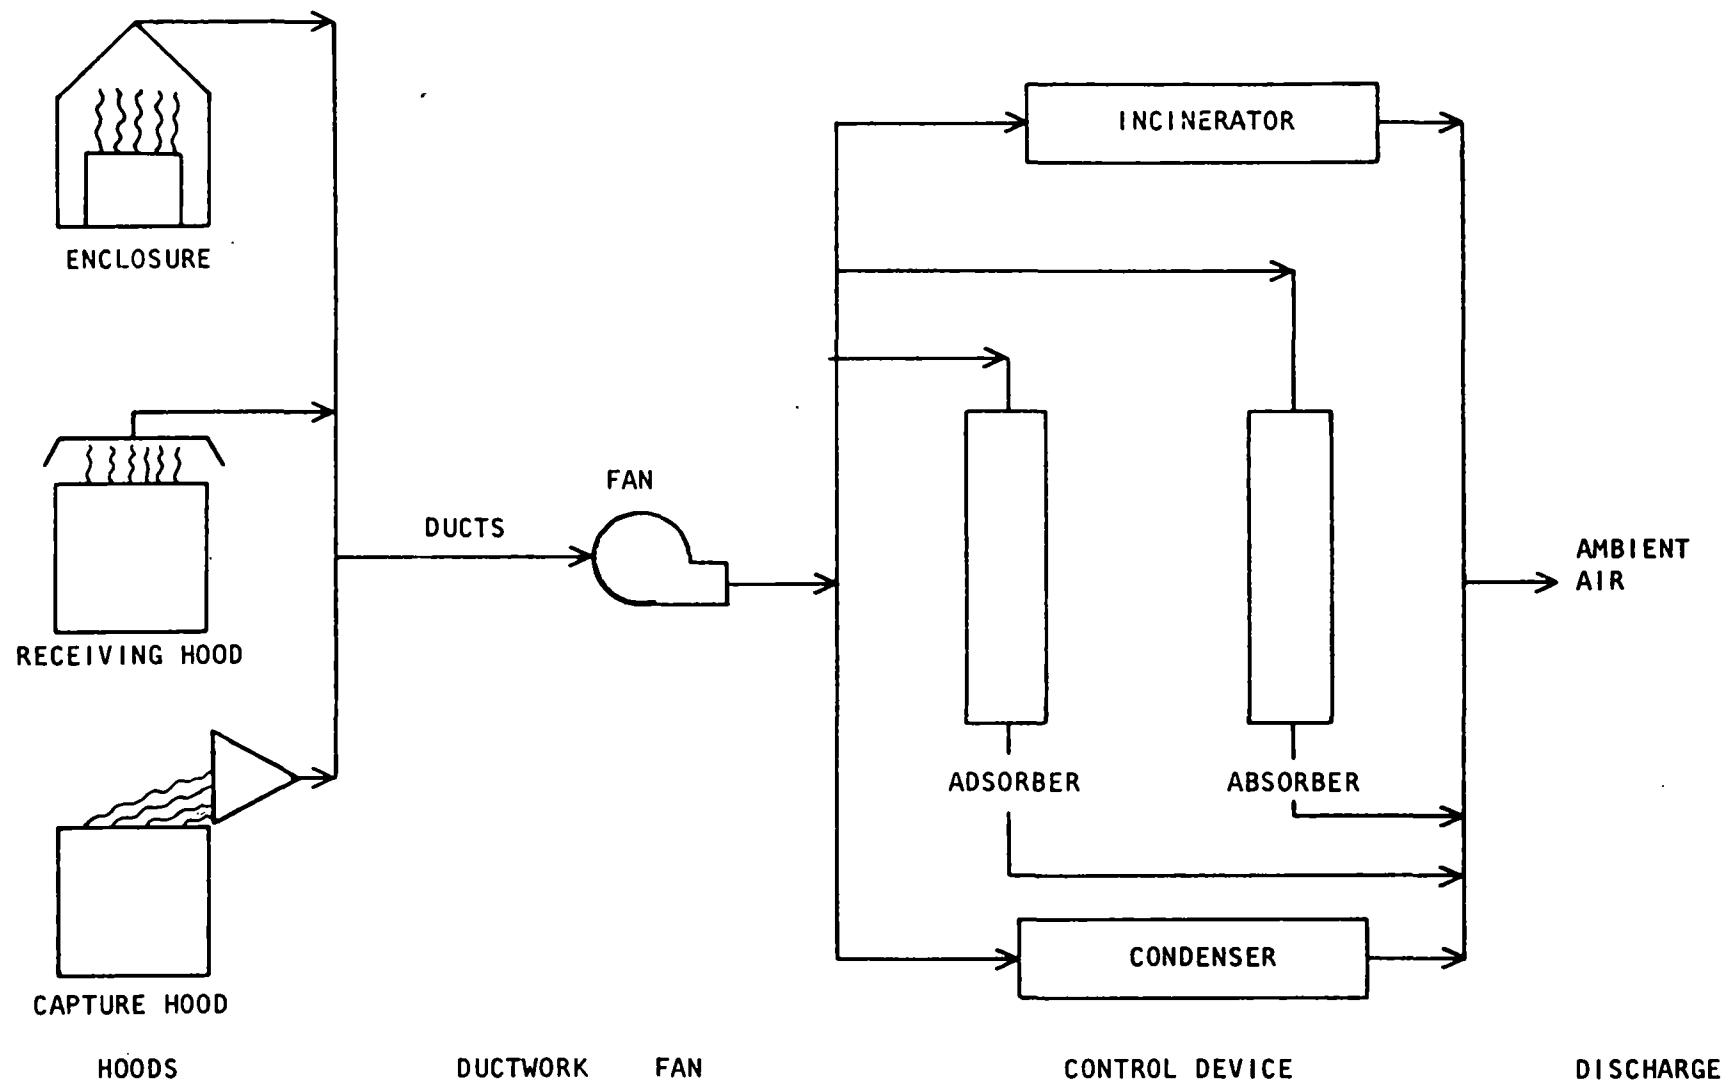 INCINERATOR
ENCLOSURE
FAN
DUCTS
AMBIENT
AIR
RECEIVING HOOD
ADSORBER
ABSORBER
CONDENSER
CAPTURE HOOD
HOODS
DUCTWORK
FAN
CONTROL DEVICE
DISCHARGE